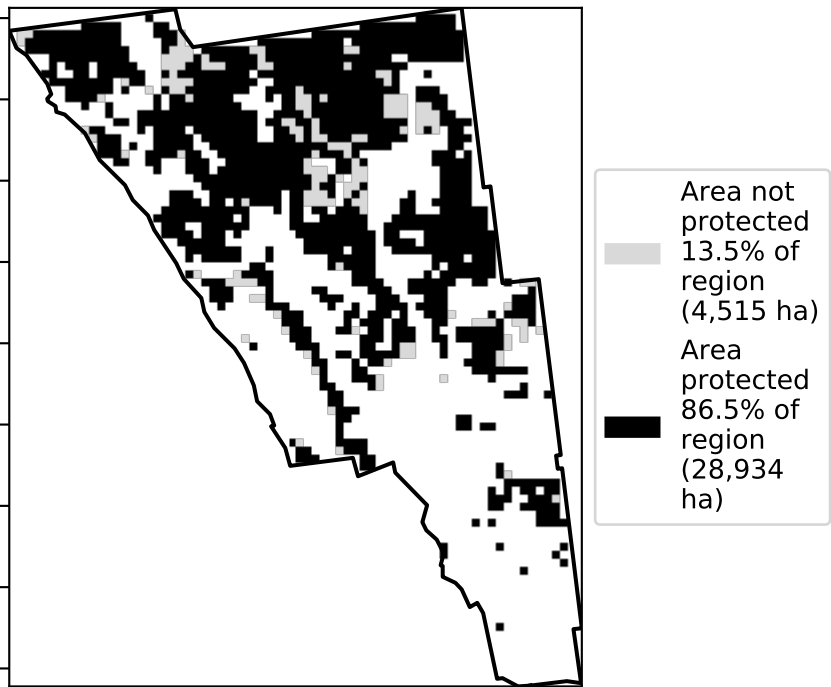 Area not
protected
13.5% of
region
(4,515 ha)
Area
protected
86.5% of
region
(28,934
ha)